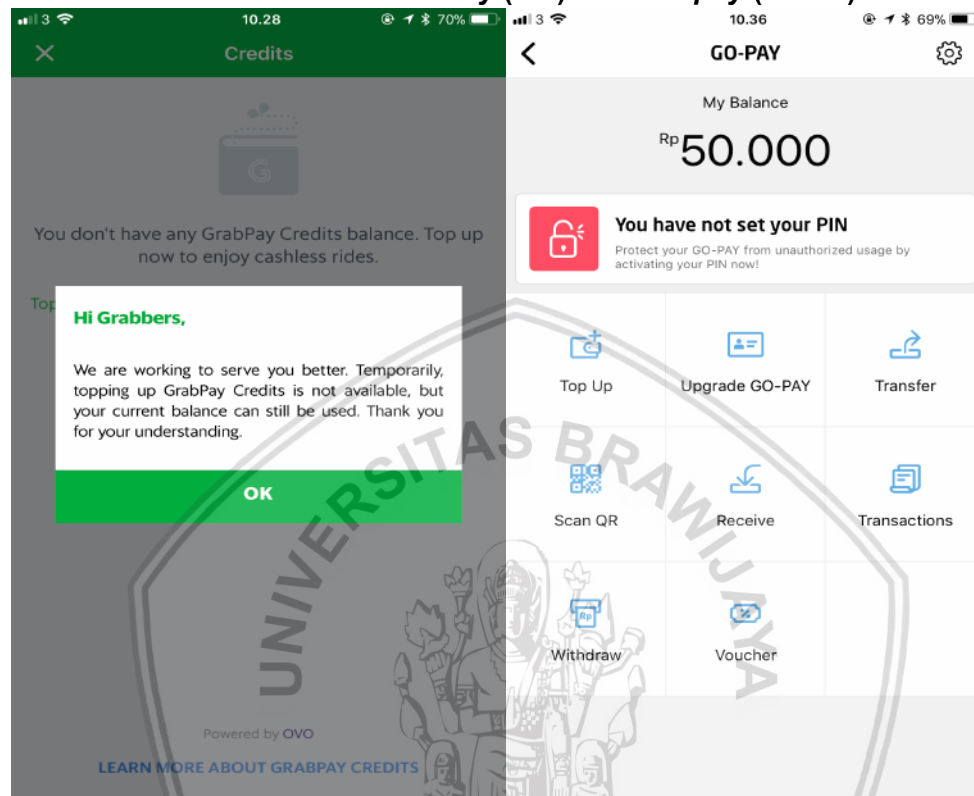 3 10.28 70%
Credits
G
You don't have any GrabPay Credits balance. Top up
now to enjoy cashless rides.
Top
Hi Grabbers,
We are working to serve you better. Temporarily,
topping up GrabPay Credits is not available, but
your current balance can still be used. Thank you
for your understanding.
OK
Powered by OVO
LEARN MORE ABOUT GRABPAY CREDITS
3 10.36 69%
GO-PAY
My Balance
Rp50.000
You have not set your PIN
Protect your GO-PAY from unauthorized usage by
activating your PIN now!
Top Up Upgrade GO-PAY Transfer
Scan QR Receive Transactions
Rp
%
Withdraw Voucher
UNIVERSITAS BRAWIJAYA